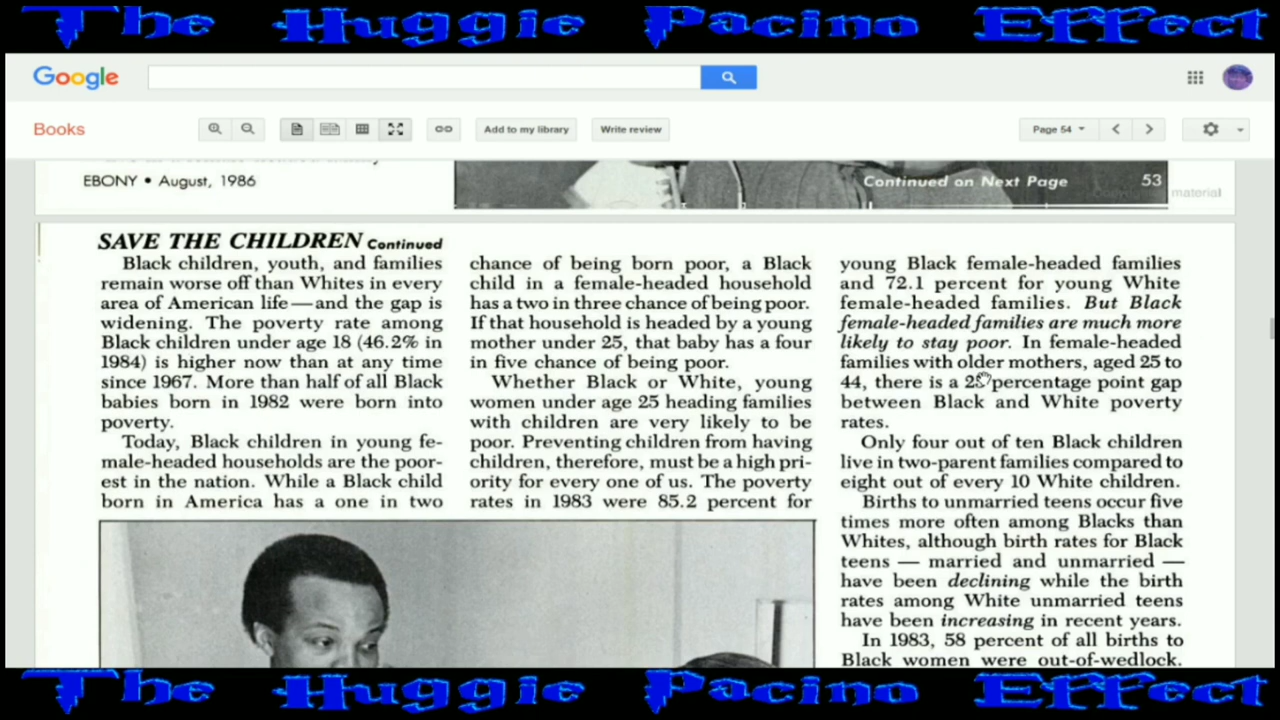 The Huggie Pacino Effect
Google
Books
Add to my library
Write review
Page 54
EBONY • August, 1986
Continued on Next Page
53
material
SAVE THE CHILDREN Continued
Black children, youth, and families
remain worse off than Whites in every
area of American life—and the gap is
widening. The poverty rate among
Black children under age 18 (46.2% in
1984) is higher now than at any time
since 1967. More than half of all Black
babies born in 1982 were born into
poverty.
Today, Black children in young fe-
male-headed households are the poor-
est in the nation. While a Black child
born in America has a one in two
chance of being born poor, a Black
child in a female-headed household
has a two in three chance of being poor.
If that household is headed by a young
mother under 25, that baby has a four
in five chance of being poor.
Whether Black or White, young
women under age 25 heading families
with children are very likely to be
poor. Preventing children from having
children, therefore, must be a high pri-
ority for every one of us. The poverty
rates in 1983 were 85.2 percent for
young Black female-headed families
and 72.1 percent for young White
female-headed families. But Black
female-headed families are much more
likely to stay poor. In female-headed
families with older mothers, aged 25 to
44, there is a percentage point gap
between Black and White poverty
rates.
Only four out of ten Black children
live in two-parent families compared to
eight out of every 10 White children.
Births to unmarried teens occur five
times more often among Blacks than
Whites, although birth rates for Black
teens — married and unmarried —
have been declining while the birth
rates among White unmarried teens
have been increasing in recent years.
In 1983, 58 percent of all births to
Black women were out-of-wedlock.
The Huggie Pacino Effect